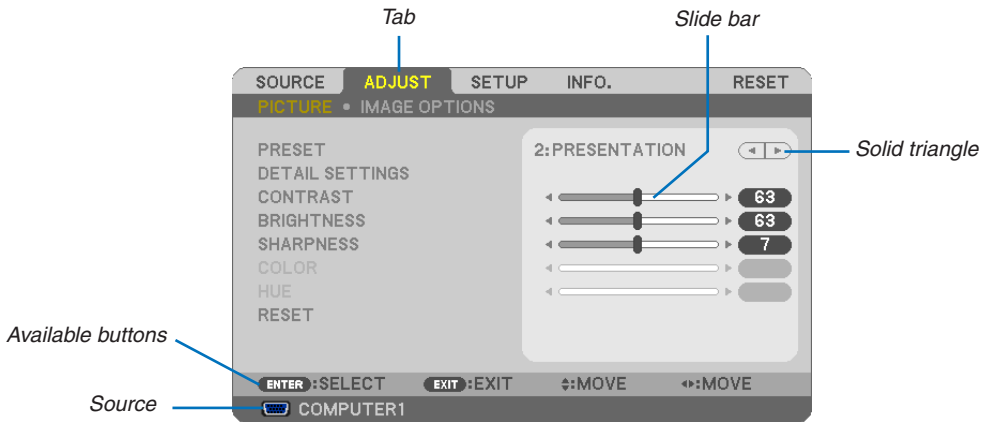 Tab
Slide bar
SOURCE ADJUST SETUP INFO. RESET
PICTURE • IMAGE OPTIONS
PRESET 2:PRESENTATION
Solid triangle
DETAIL SETTINGS
CONTRAST 63
BRIGHTNESS 63
SHARPNESS 7
COLOR
HUE
RESET
Available buttons
ENTER:SELECT EXIT:EXIT :MOVE :MOVE
Source
COMPUTER1